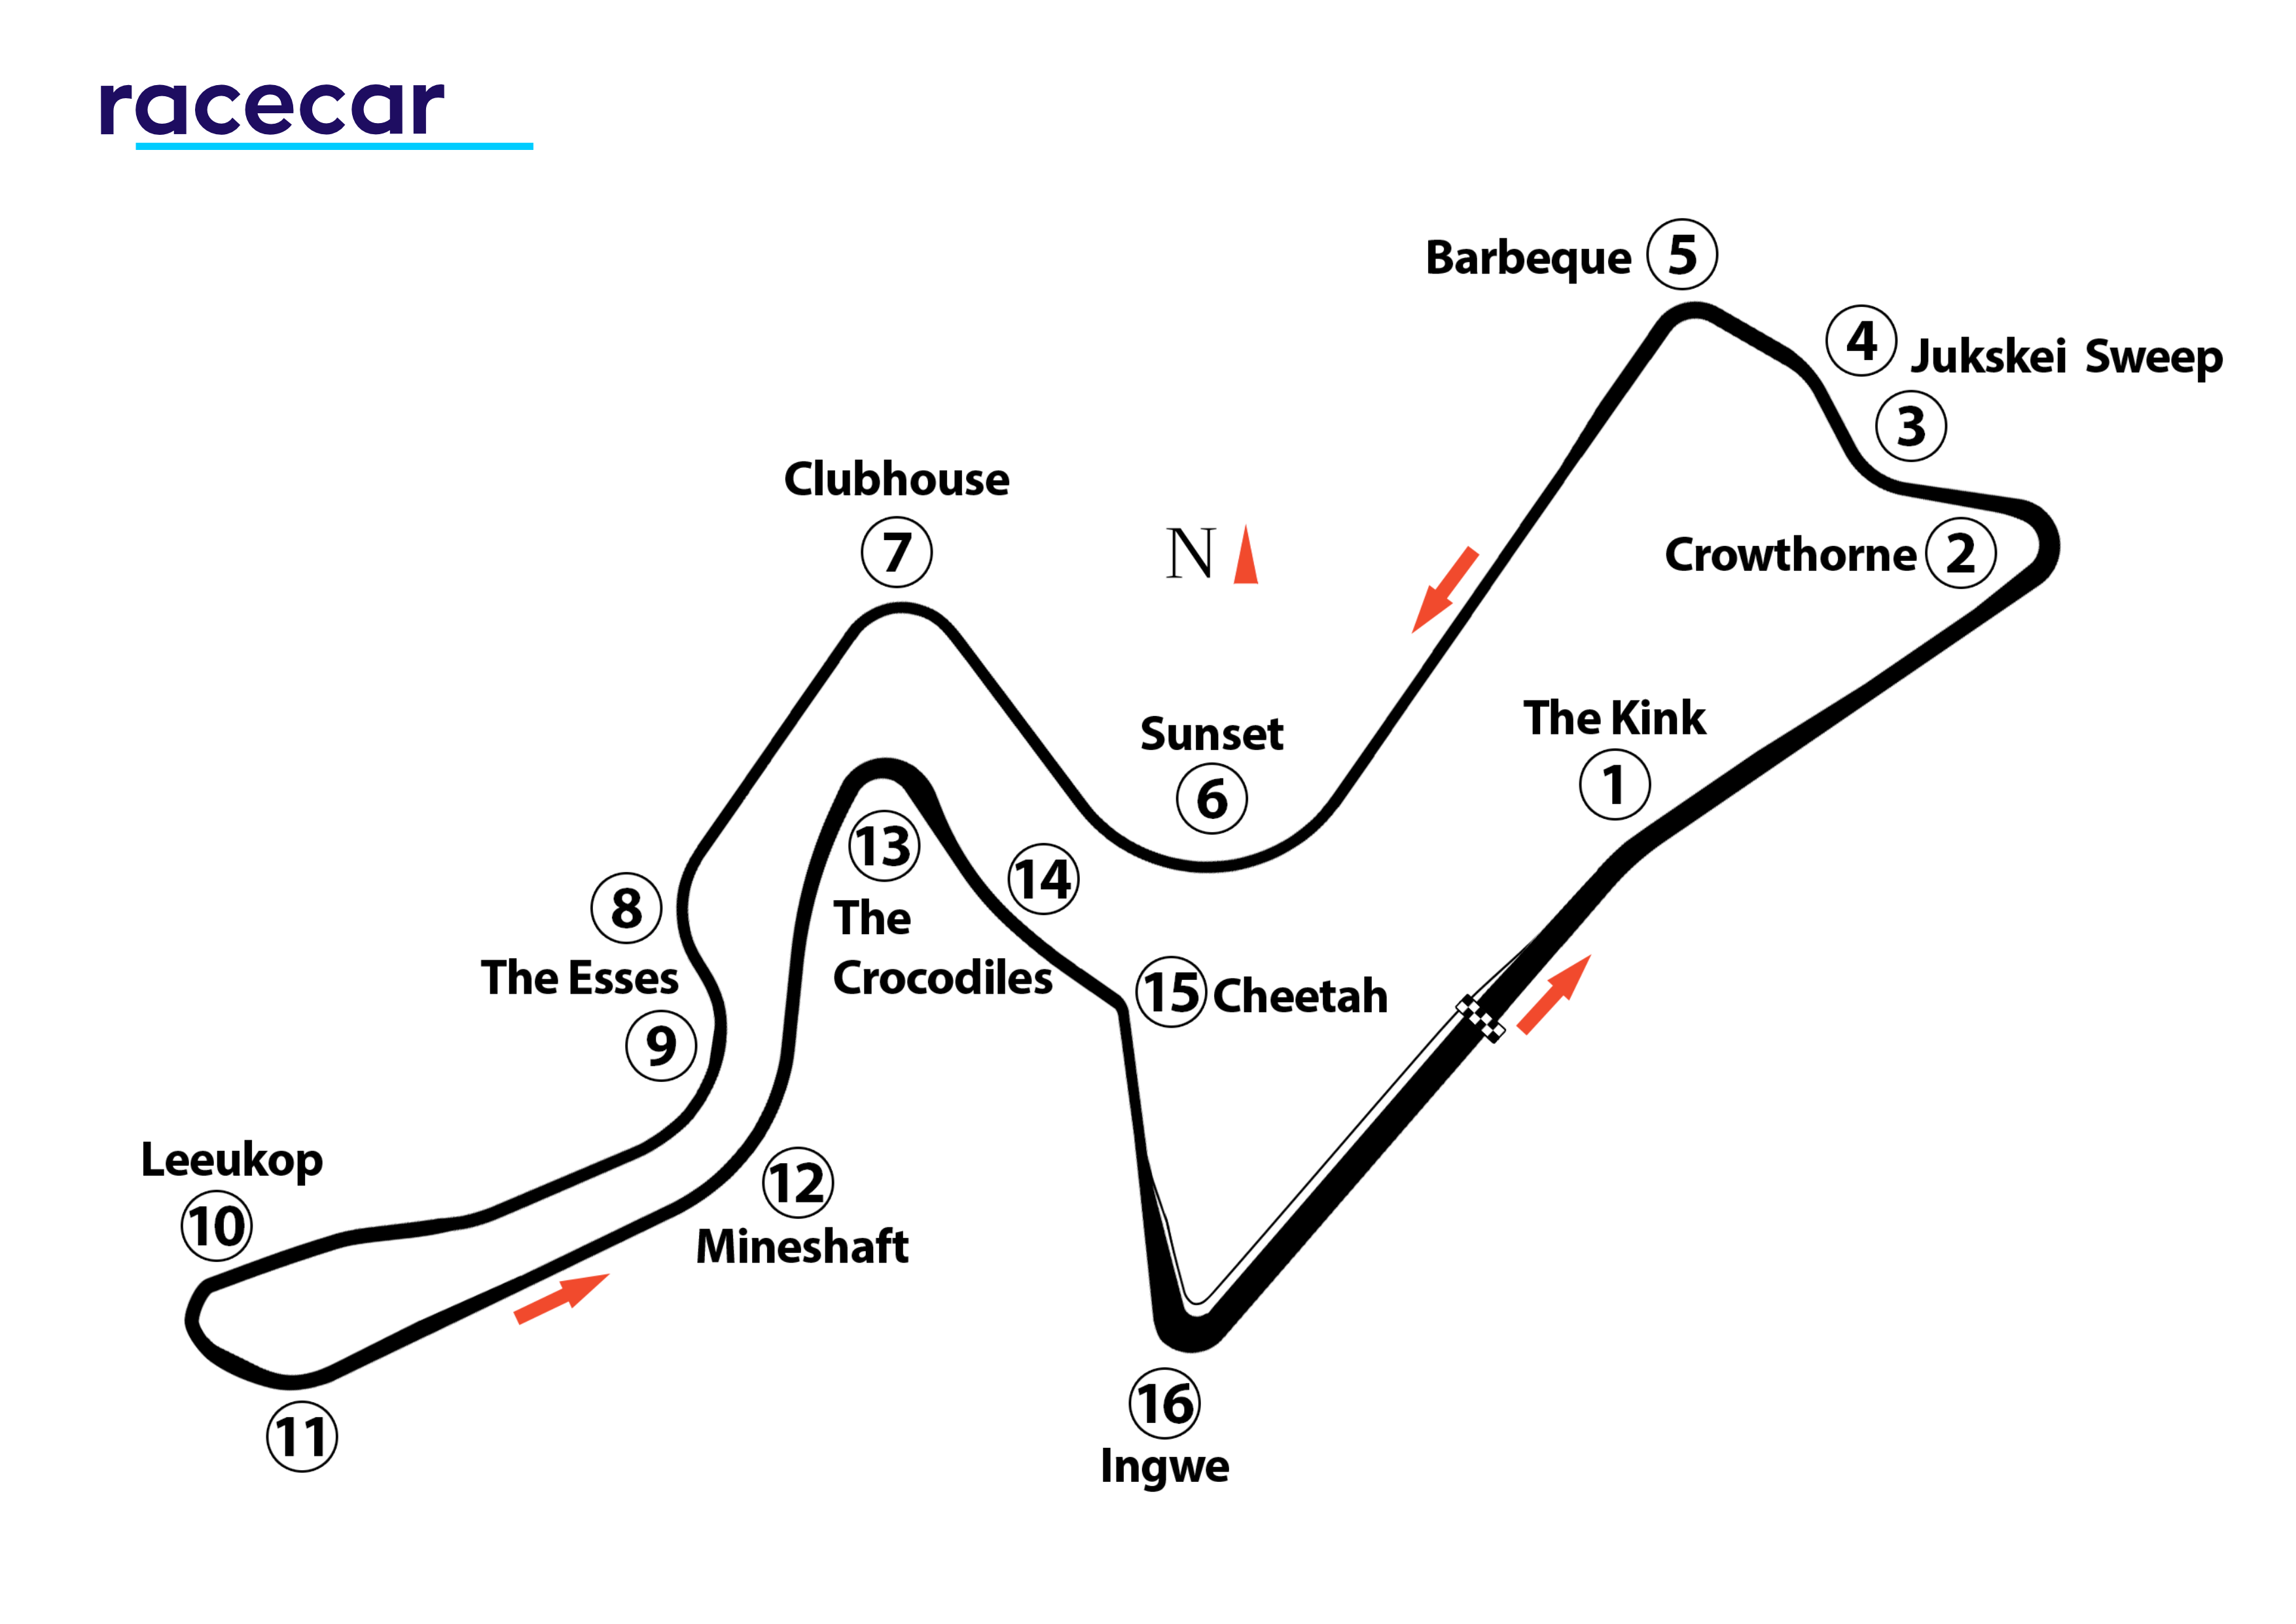 racecar
Barbeque 5
4 Jukskei Sweep
3
Clubhouse
7
N
Crowthorne 2
The Kink
1
Sunset
6
13
The
Crocodiles
14
8
The Esses
9
15 Cheetah
Leeukop
10
12
Mineshaft
11
16
Ingwe